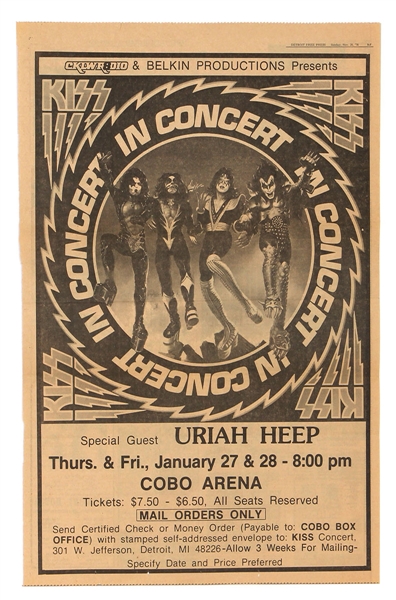 DETROIT FREE PRESS
CKLW RADIO & BELKIN PRODUCTIONS Presents
KISS
KISS
IN CONCERT
IN CONCERT
IN CONCERT
IN CONCERT
KISS
KISS
Special Guest URIAH HEEP
Thurs. & Fri., January 27 & 28 - 8:00 pm
COBO ARENA
Tickets: $7.50 - $6.50, All Seats Reserved
MAIL ORDERS ONLY
Send Certified Check or Money Order (Payable to: COBO BOX
OFFICE) with stamped self-addressed envelope to: KISS Concert,
301 W. Jefferson, Detroit, MI 48226-Allow 3 Weeks For Mailing-
Specify Date and Price Preferred